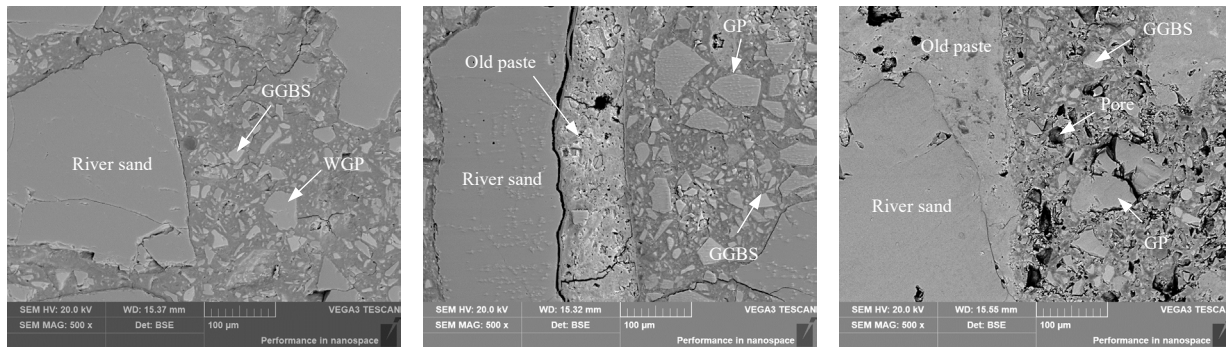 GGBS
River sand
WGP
SEM HV: 20.0 kV WD: 15.37 mm VEGA3 TESCAN
SEM MAG: 500 x Det: BSE 100 µm
Performance in nanospace
GP
Old paste
River sand
GGBS
SEM HV: 20.0 kV WD: 15.32 mm VEGA3 TESCAN
SEM MAG: 500 x Det: BSE 100 µm
Performance in nanospace
GGBS
Old paste
Pore
River sand
GP
SEM HV: 20.0 kV WD: 15.55 mm VEGA3 TESCAN
SEM MAG: 500 x Det: BSE 100 µm
Performance in nanospace